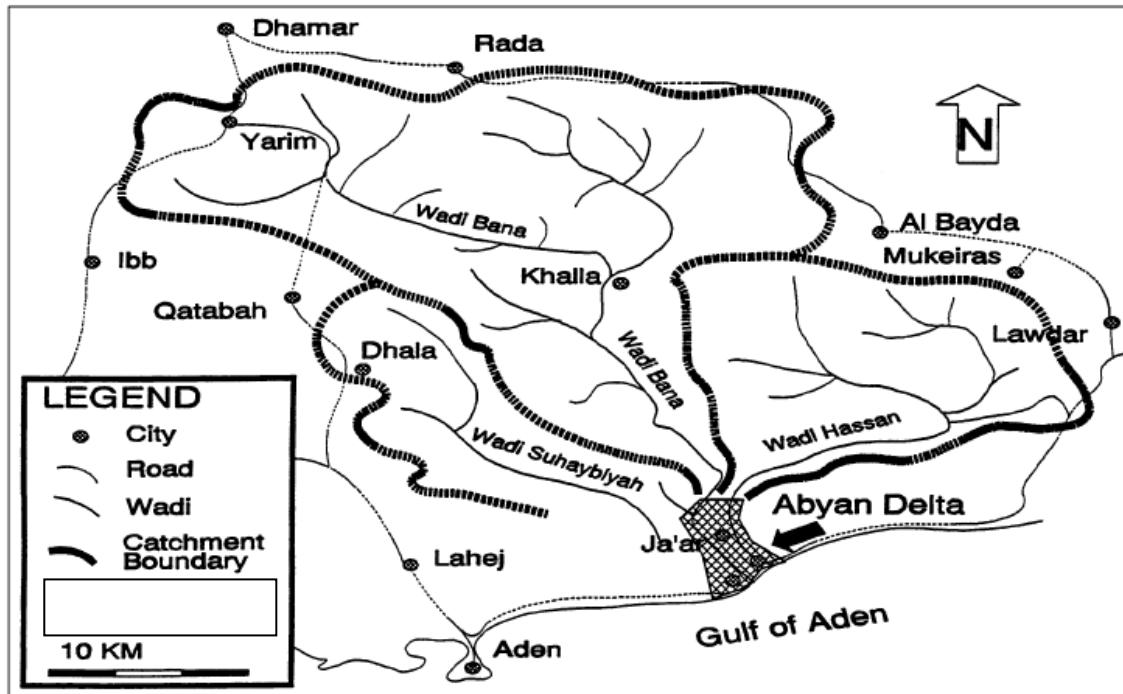 Dhamar
Rada
N
Yarim
Wadi Bana
Al Bayda
Mukeiras
Ibb
Khalla
Qatabah
Lawdar
Dhala
Wadi Bana
Wadi Hassan
Wadi Suhaybiyah
Abyan Delta
Ja'ar
Lahej
Gulf of Aden
Aden
LEGEND
City
Road
Wadi
Catchment
Boundary
10 KM